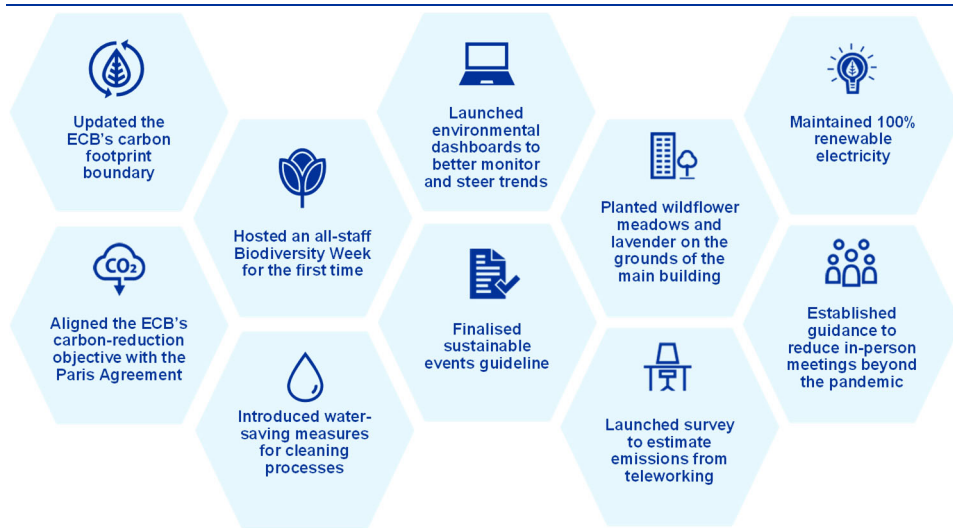 Updated the
ECB's carbon
footprint
boundary
Hosted an all-staff
Biodiversity Week
for the first time
Launched
environmental
dashboards to
better monitor
and steer trends
Planted wildflower
meadows and
lavender on the
grounds of the
main building
Maintained 100%
renewable
electricity
CO₂
Aligned the ECB's
carbon-reduction
objective with the
Paris Agreement
Introduced water-
saving measures
for cleaning
processes
Finalised
sustainable
events guideline
Launched survey
to estimate
emissions from
teleworking
Established
guidance to
reduce in-person
meetings beyond
the pandemic